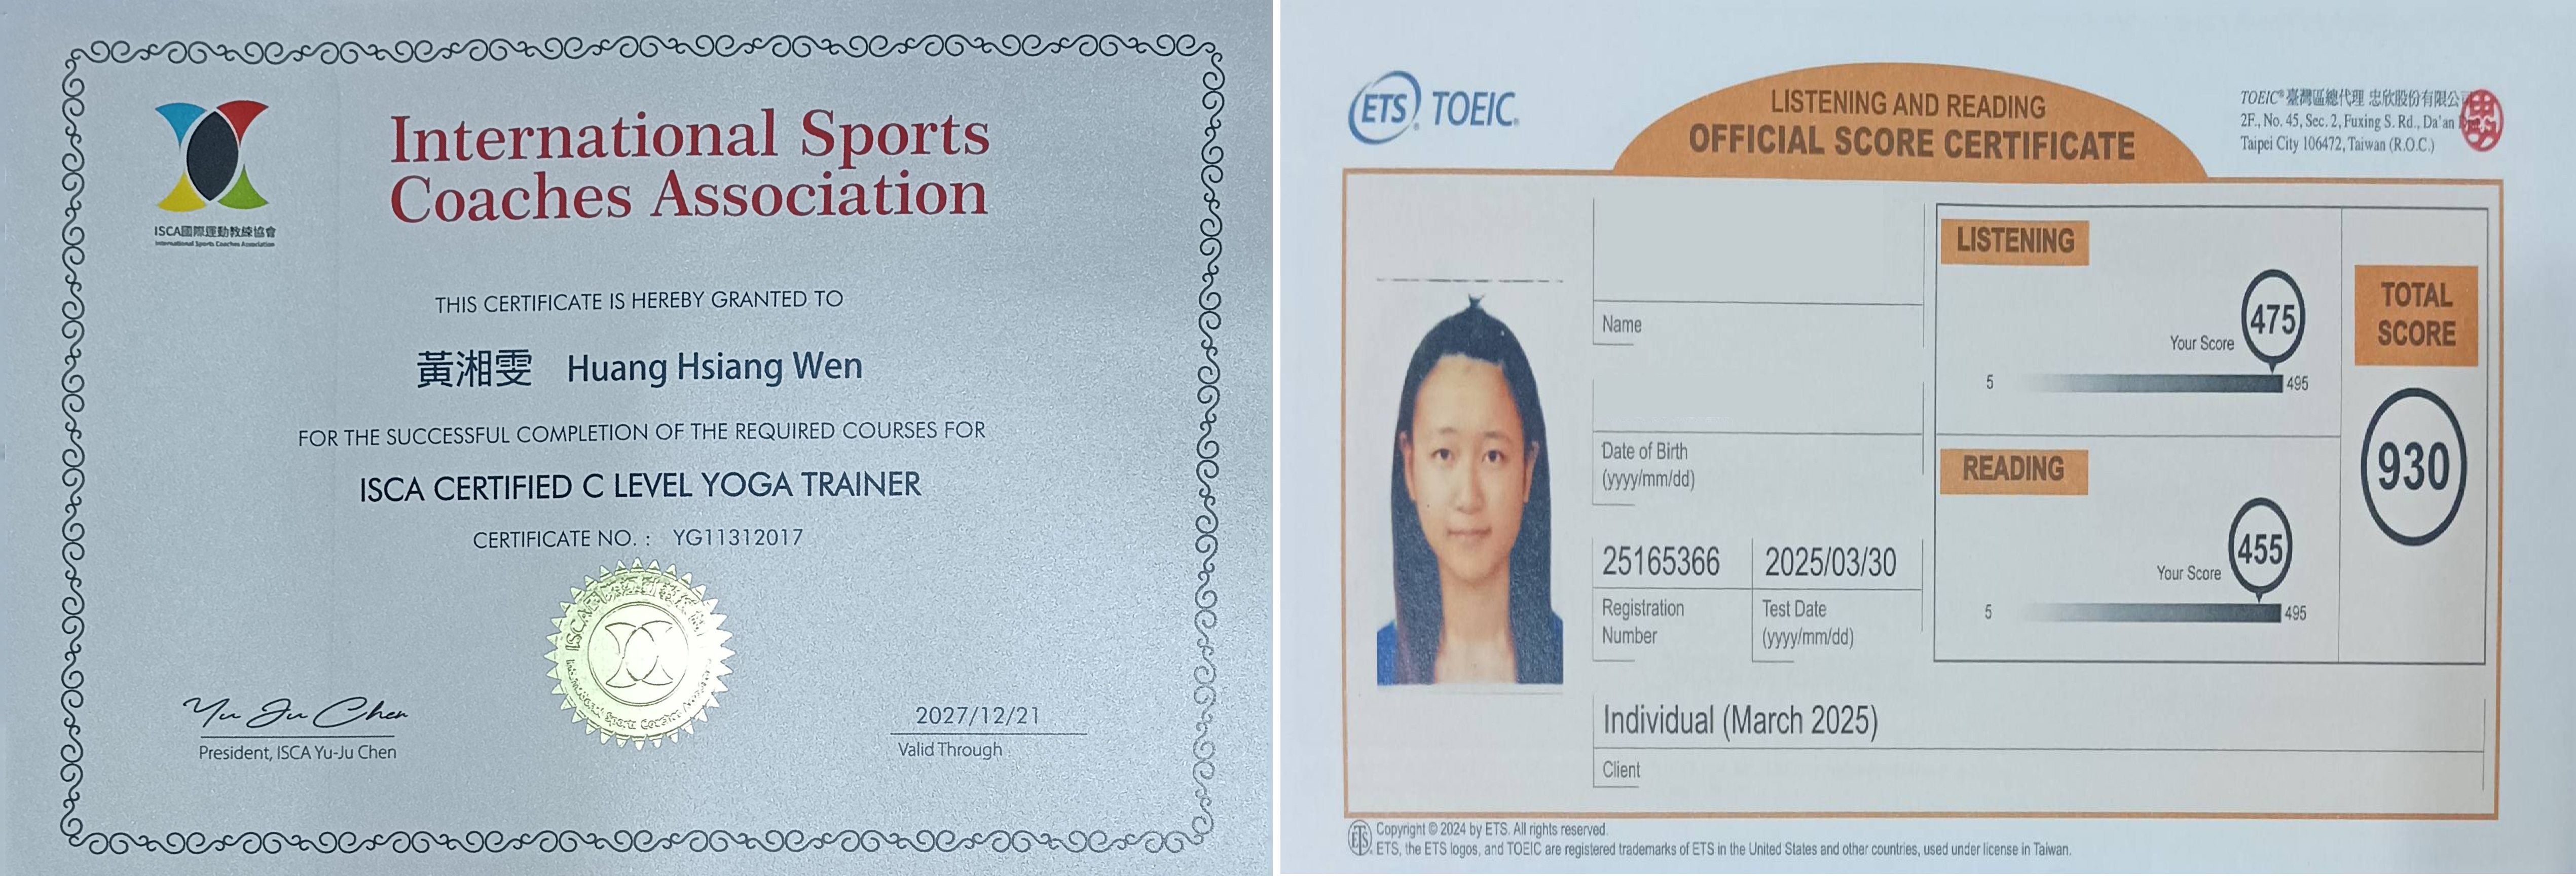 ISCA國際運動教練協會
International Sports Coaches Association
International Sports
Coaches Association
THIS CERTIFICATE IS HEREBY GRANTED TO
黃湘雯 Huang Hsiang Wen
FOR THE SUCCESSFUL COMPLETION OF THE REQUIRED COURSES FOR
ISCA CERTIFIED C LEVEL YOGA TRAINER
CERTIFICATE NO. : YG11312017
Yu Ju Chen
President, ISCA Yu-Ju Chen
2027/12/21
Valid Through
ETS TOEIC®
LISTENING AND READING
OFFICIAL SCORE CERTIFICATE
TOEIC® 臺灣區總代理 忠欣股份有限公
2F., No. 45, Sec. 2, Fuxing S. Rd., Da'an
Taipei City 106472, Taiwan (R.O.C.)
Name
Date of Birth
(yyyy/mm/dd)
25165366
Registration
Number
2025/03/30
Test Date
(yyyy/mm/dd)
Individual (March 2025)
Client
LISTENING
475
Your Score
5
495
READING
455
Your Score
5
495
TOTAL
SCORE
930
ETS® Copyright © 2024 by ETS. All rights reserved.
ETS, the ETS logos, and TOEIC are registered trademarks of ETS in the United States and other countries, used under license in Taiwan.